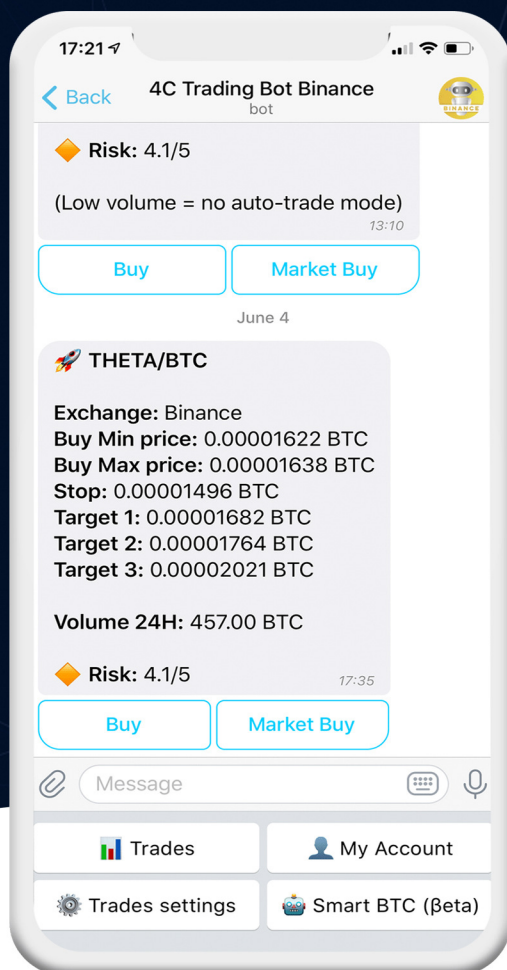 17:21
Back
4C Trading Bot Binance
bot
BINANCE
Risk: 4.1/5
(Low volume = no auto-trade mode)
13:10
Buy
Market Buy
June 4
🚀 THETA/BTC
Exchange: Binance
Buy Min price: 0.00001622 BTC
Buy Max price: 0.00001638 BTC
Stop: 0.00001496 BTC
Target 1: 0.00001682 BTC
Target 2: 0.00001764 BTC
Target 3: 0.00002021 BTC
Volume 24H: 457.00 BTC
🔶 Risk: 4.1/5
17:35
Buy
Market Buy
Message
Trades
My Account
Trades settings
Smart BTC (βeta)